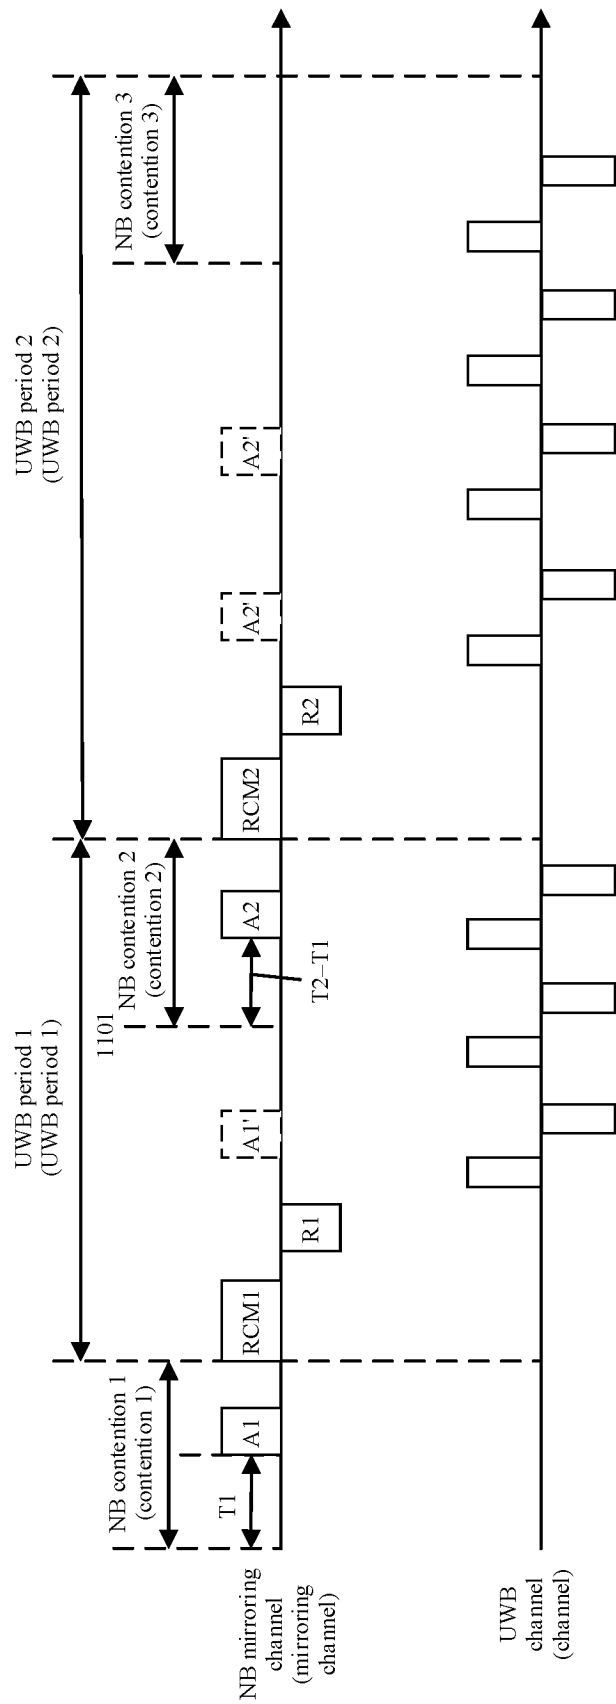 UWB period 1
(UWB period 1)
UWB period 2
(UWB period 2)
NB contention 1
(contention 1)
1101
NB contention 2
(contention 2)
NB contention 3
(contention 3)
T1
A1
RCM1
R1
A1'
T2–T1
A2
RCM2
R2
A2'
A2'
NB mirroring
channel
(mirroring
channel)
UWB
channel
(channel)